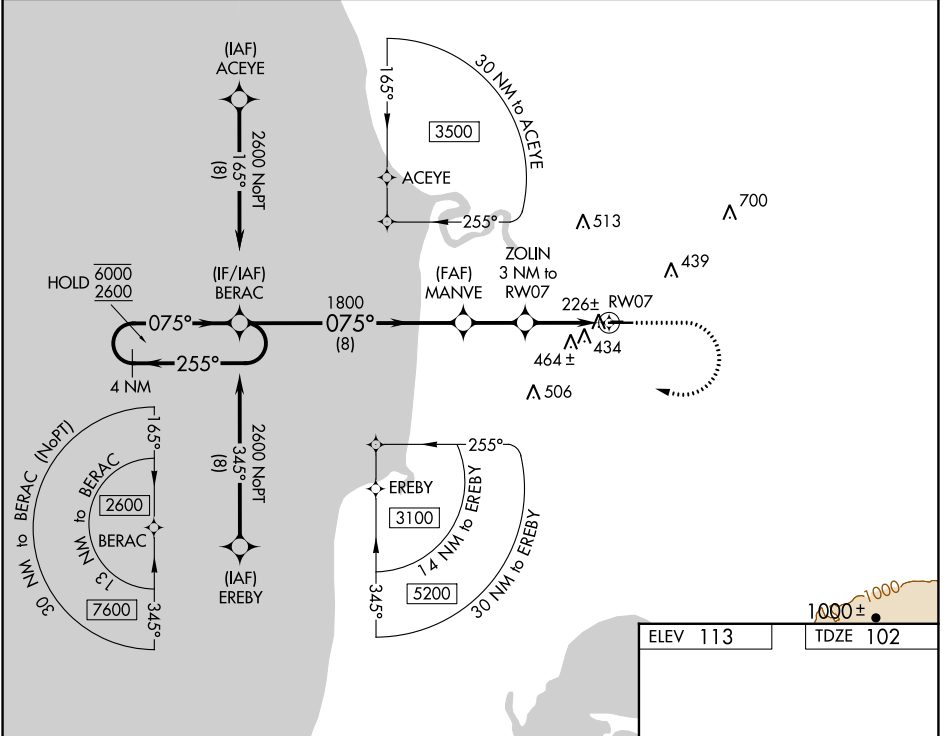 (IAF)
ACEYE
2600 NoPT
165°
(8)
165°
30 NM to ACEYE
3500
ACEYE
255°
513
700
439
HOLD
6000
2600
(IF/IAF)
BERAC
075°
255°
4 NM
1800
075°
(8)
(FAF)
MANVE
ZOLIN
3 NM to
RW07
226±
RW07
464±
434
506
2600 NoPT
345°
(8)
(IAF)
EREBY
30 NM to BERAC (NoPT)
13 NM to BERAC
165°
2600
BERAC
7600
345°
255°
EREBY
3100
14 NM to EREBY
5200
30 NM to EREBY
345°
1000
1000±
ELEV 113
TDZE 102